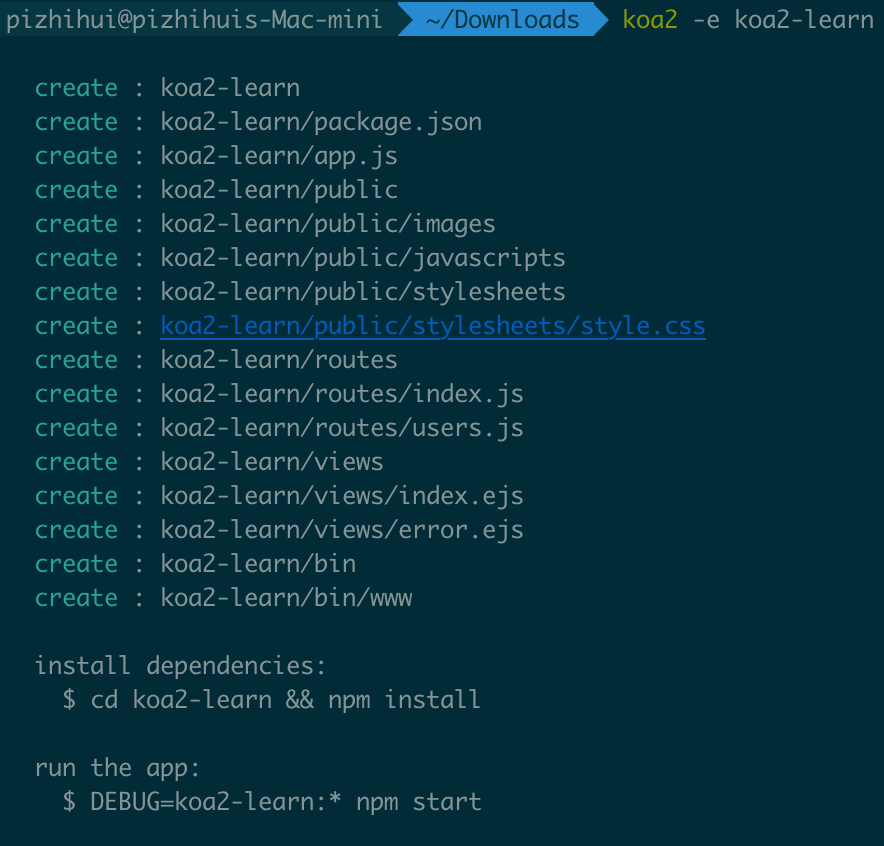 pizhihui@pizhihuis-Mac-mini ~/Downloads koa2 -e koa2-learn
create : koa2-learn
create : koa2-learn/package.json
create : koa2-learn/app.js
create : koa2-learn/public
create : koa2-learn/public/images
create : koa2-learn/public/javascripts
create : koa2-learn/public/stylesheets
create : koa2-learn/public/stylesheets/style.css
create : koa2-learn/routes
create : koa2-learn/routes/index.js
create : koa2-learn/routes/users.js
create : koa2-learn/views
create : koa2-learn/views/index.ejs
create : koa2-learn/views/error.ejs
create : koa2-learn/bin
create : koa2-learn/bin/www
install dependencies:
$ cd koa2-learn && npm install
run the app:
$ DEBUG=koa2-learn:* npm start